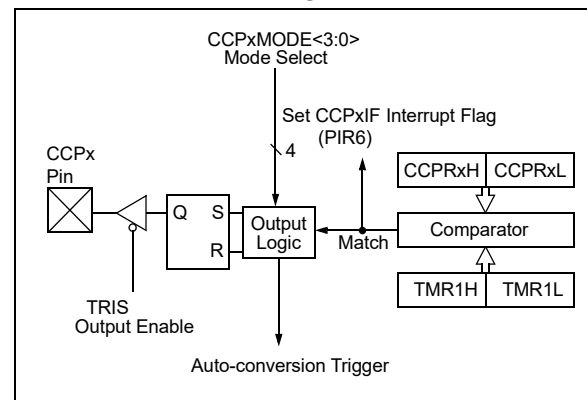 CCPxMODE<3:0>
Mode Select
Set CCPxIF Interrupt Flag
(PIR6)
4
CCPx
Pin
CCPRxH CCPRxL
Q S
R
Output
Logic
Match
Comparator
TRIS
Output Enable
TMR1H TMR1L
Auto-conversion Trigger